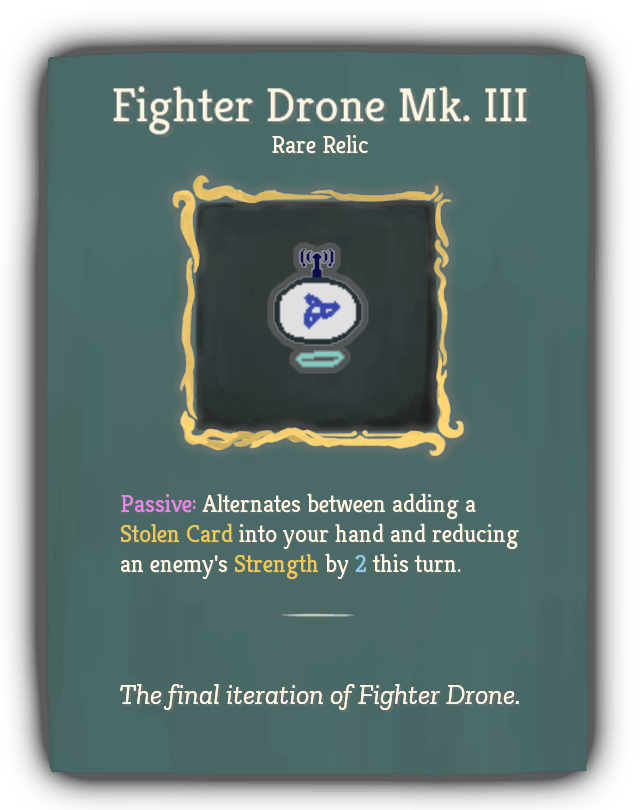 Fighter Drone Mk. III
Rare Relic
Passive: Alternates between adding a
Stolen Card into your hand and reducing
an enemy's Strength by 2 this turn.
The final iteration of Fighter Drone.